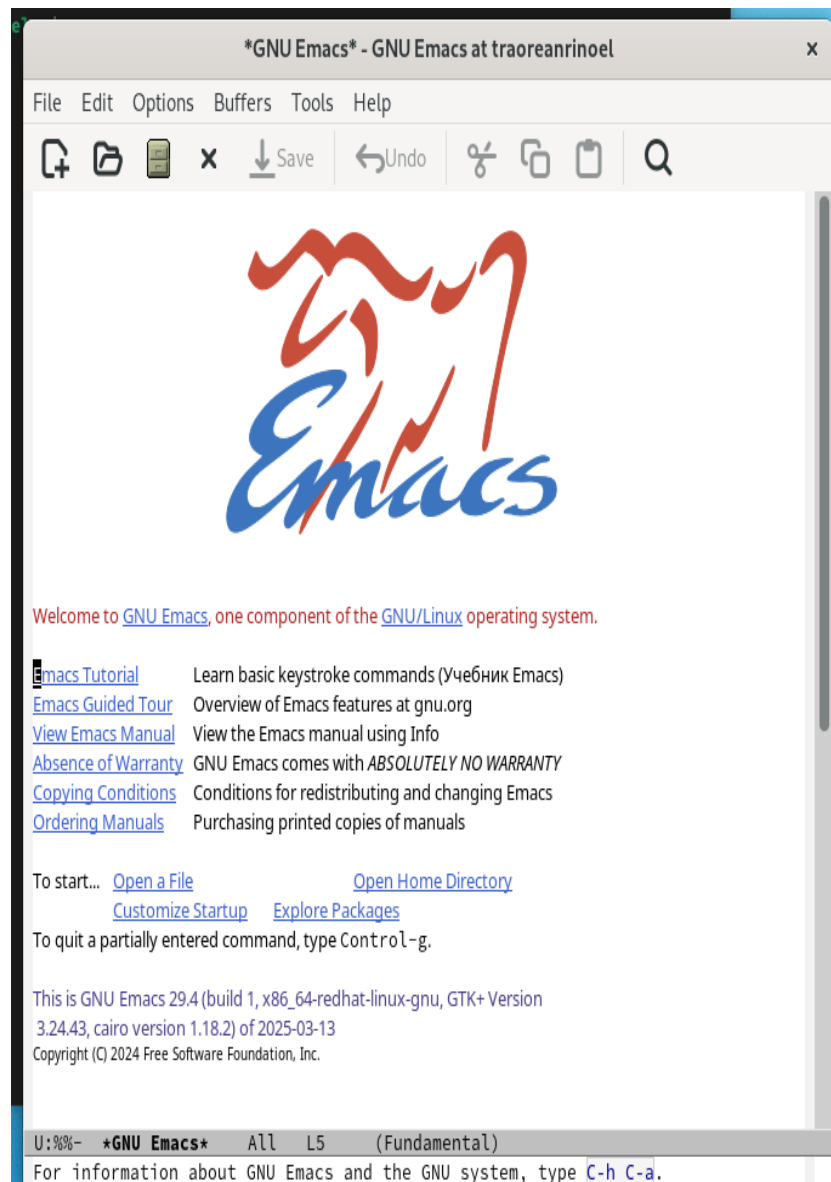 el
*GNU Emacs* - GNU Emacs at traoreanrinoel
File Edit Options Buffers Tools Help
Save Undo
Emacs
Welcome to GNU Emacs, one component of the GNU/Linux operating system.
Emacs Tutorial Learn basic keystroke commands (Учебник Emacs)
Emacs Guided Tour Overview of Emacs features at gnu.org
View Emacs Manual View the Emacs manual using Info
Absence of Warranty GNU Emacs comes with ABSOLUTELY NO WARRANTY
Copying Conditions Conditions for redistributing and changing Emacs
Ordering Manuals Purchasing printed copies of manuals
To start... Open a File Open Home Directory
Customize Startup Explore Packages
To quit a partially entered command, type Control-g.
This is GNU Emacs 29.4 (build 1, x86_64-redhat-linux-gnu, GTK+ Version
3.24.43, cairo version 1.18.2) of 2025-03-13
Copyright (C) 2024 Free Software Foundation, Inc.
U:%%- *GNU Emacs* All L5 (Fundamental)
For information about GNU Emacs and the GNU system, type C-h C-a.